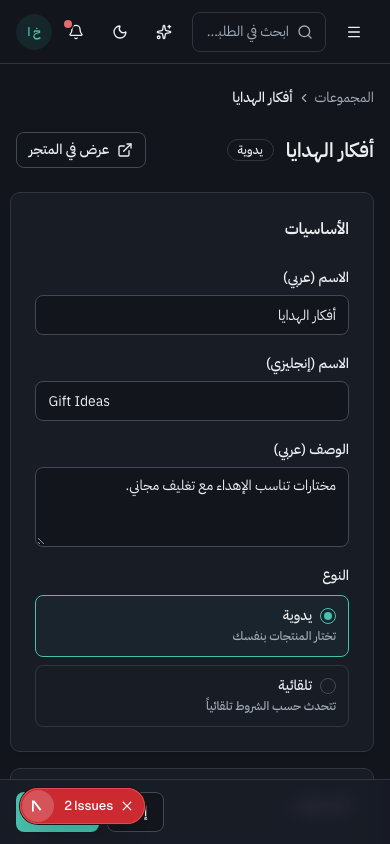 ابحث في الطلبـ...
خ ا
المجموعات > أفكار الهدايا
أفكار الهدايا
يدوية
عرض في المتجر
الأساسيات
الاسم (عربي)
أفكار الهدايا
الاسم (إنجليزي)
Gift Ideas
الوصف (عربي)
مختارات تناسب الإهداء مع تغليف مجاني.
النوع
يدوية
تختار المنتجات بنفسك
تلقائية
تتحدث حسب الشروط تلقائياً
2 Issues